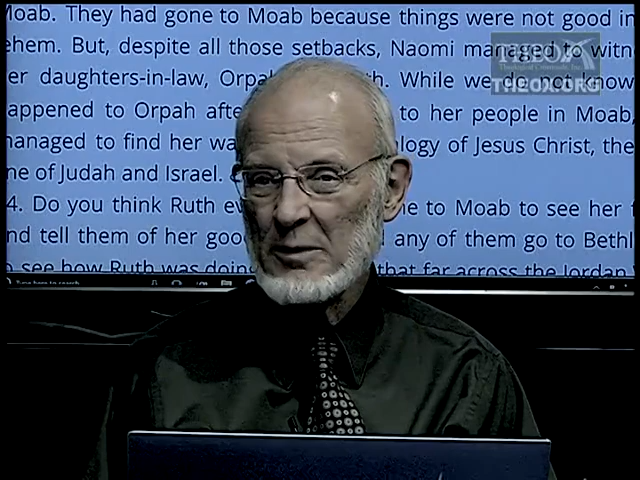 Moab. They had gone to Moab because things were not good in
ehem. But, despite all those setbacks, Naomi managed to witn
er daughters-in-law, Orpa h. While we do not know
appened to Orpah afte to her people in Moab,
managed to find her wa logy of Jesus Christ, the
ne of Judah and Israel.
4. Do you think Ruth ev me to Moab to see her f
nd tell them of her goo any of them go to Bethl
o see how Ruth was doing that far across the Jordan
THEOX.ORG